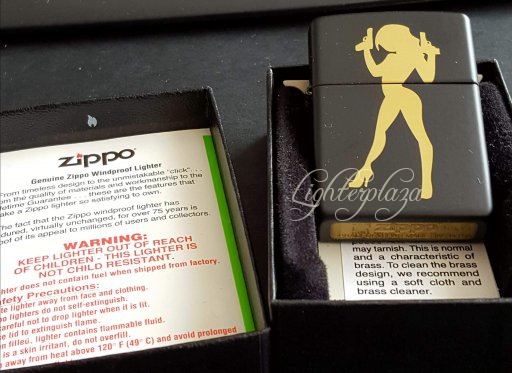 zippo
Genuine Zippo Windproof Lighter
From timeless design to the unmistakable "click"...
from the quality of materials and workmanship to the
lifetime Guarantee . . . these are the features that
make a Zippo lighter so satisfying to own.
The fact that the Zippo windproof lighter has
endured, virtually unchanged, for over 75 years is
proof of its appeal to millions of users and collectors.
WARNING:
KEEP LIGHTER OUT OF REACH
OF CHILDREN - THIS LIGHTER IS
NOT CHILD RESISTANT.
lighter does not contain fuel when shipped from factory.
Safety Precautions:
lighter away from face and clothing.
lighters do not self-extinguish.
careful not to drop lighter when it is lit.
lid to extinguish flame.
filled, lighter contains flammable fluid.
is a skin irritant, do not overfill.
away from heat above 120° F (49° C) and avoid prolonged
Lighterplaza
may tarnish. This is normal
and a characteristic of
brass. To clean the brass
design, we recommend
using a soft cloth and
brass cleaner.